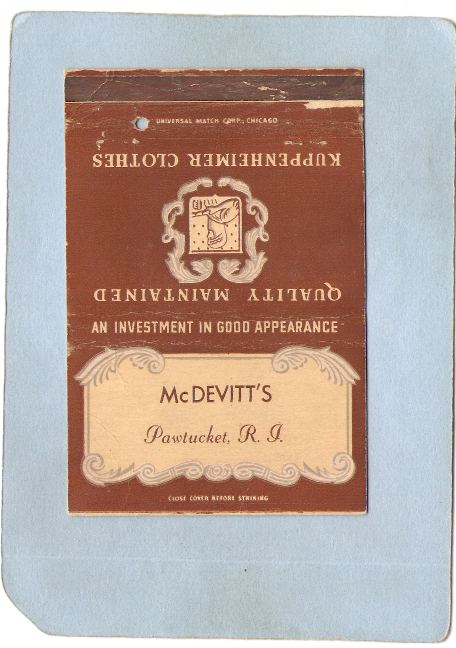 UNIVERSAL MATCH CORP., CHICAGO
KUPPENHEIMER CLOTHES
QUALITY MAINTAINED
AN INVESTMENT IN GOOD APPEARANCE
McDEVITT'S
Pawtucket, R. I.
CLOSE COVER BEFORE STRIKING